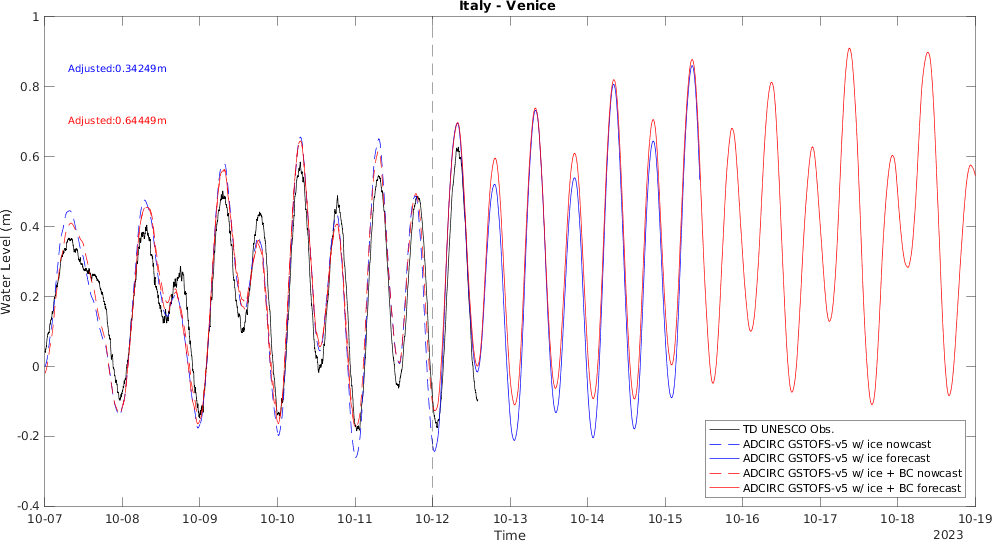 Italy - Venice
Adjusted:0.34249m
Adjusted:0.64449m
1
0.8
0.6
0.4
0.2
0
-0.2
-0.4
Water Level (m)
TD UNESCO Obs.
ADCIRC GSTOFS-v5 w/ ice nowcast
ADCIRC GSTOFS-v5 w/ ice forecast
ADCIRC GSTOFS-v5 w/ ice + BC nowcast
ADCIRC GSTOFS-v5 w/ ice + BC forecast
10-07 10-08 10-09 10-10 10-11 10-12 10-13 10-14 10-15 10-16 10-17 10-18 10-19
Time
2023